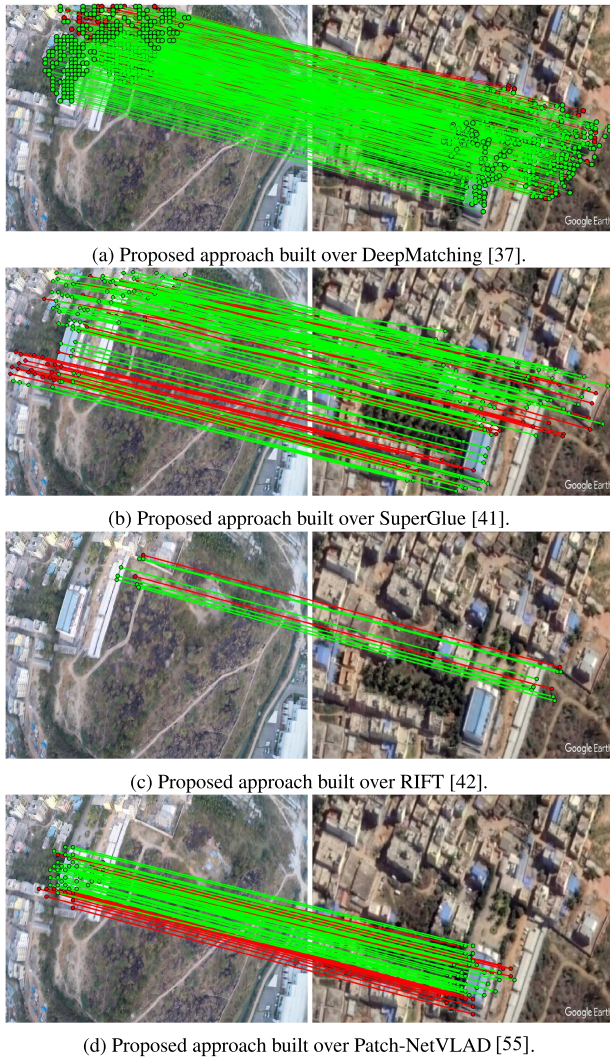 Google Earth
(a) Proposed approach built over DeepMatching [37].
Google Earth
(b) Proposed approach built over SuperGlue [41].
Google Earth
(c) Proposed approach built over RIFT [42].
Google Earth
(d) Proposed approach built over Patch-NetVLAD [55].